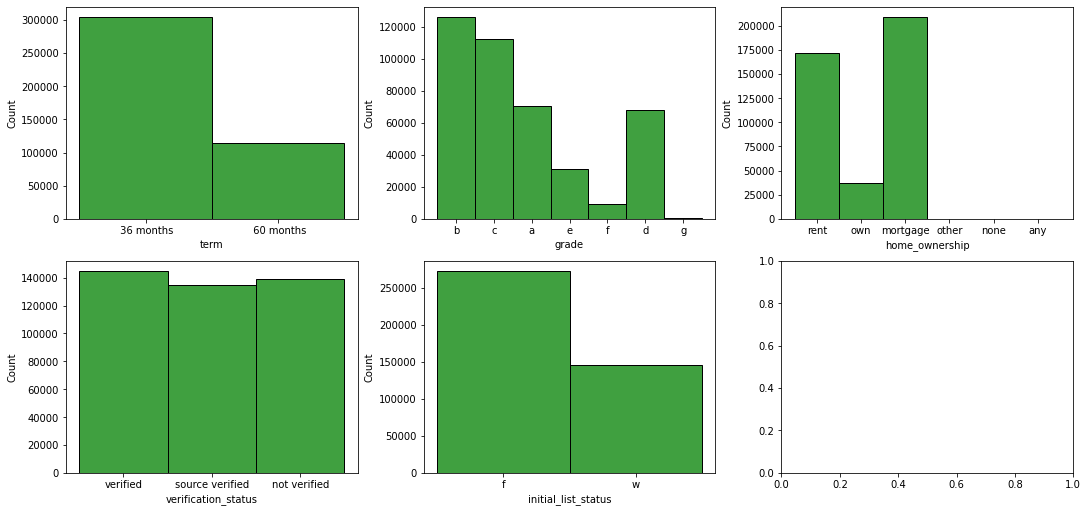 300000
250000
200000
150000
100000
50000
0
Count
36 months 60 months
term
120000
100000
80000
60000
40000
20000
0
Count
b c a e f d g
grade
200000
175000
150000
125000
100000
75000
50000
25000
0
Count
rent own mortgage other none any
home_ownership
140000
120000
100000
80000
60000
40000
20000
0
Count
verified source verified not verified
verification_status
250000
200000
150000
100000
50000
0
Count
f w
initial_list_status
1.0
0.8
0.6
0.4
0.2
0.0
0.0 0.2 0.4 0.6 0.8 1.0